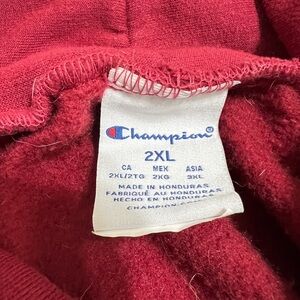 Champion®
2XL
CA MEX ASIA
2XL/2TG 2XG 3XL
MADE IN HONDURAS
FABRIQUÉ AU HONDURAS
HECHO EN HONDURAS